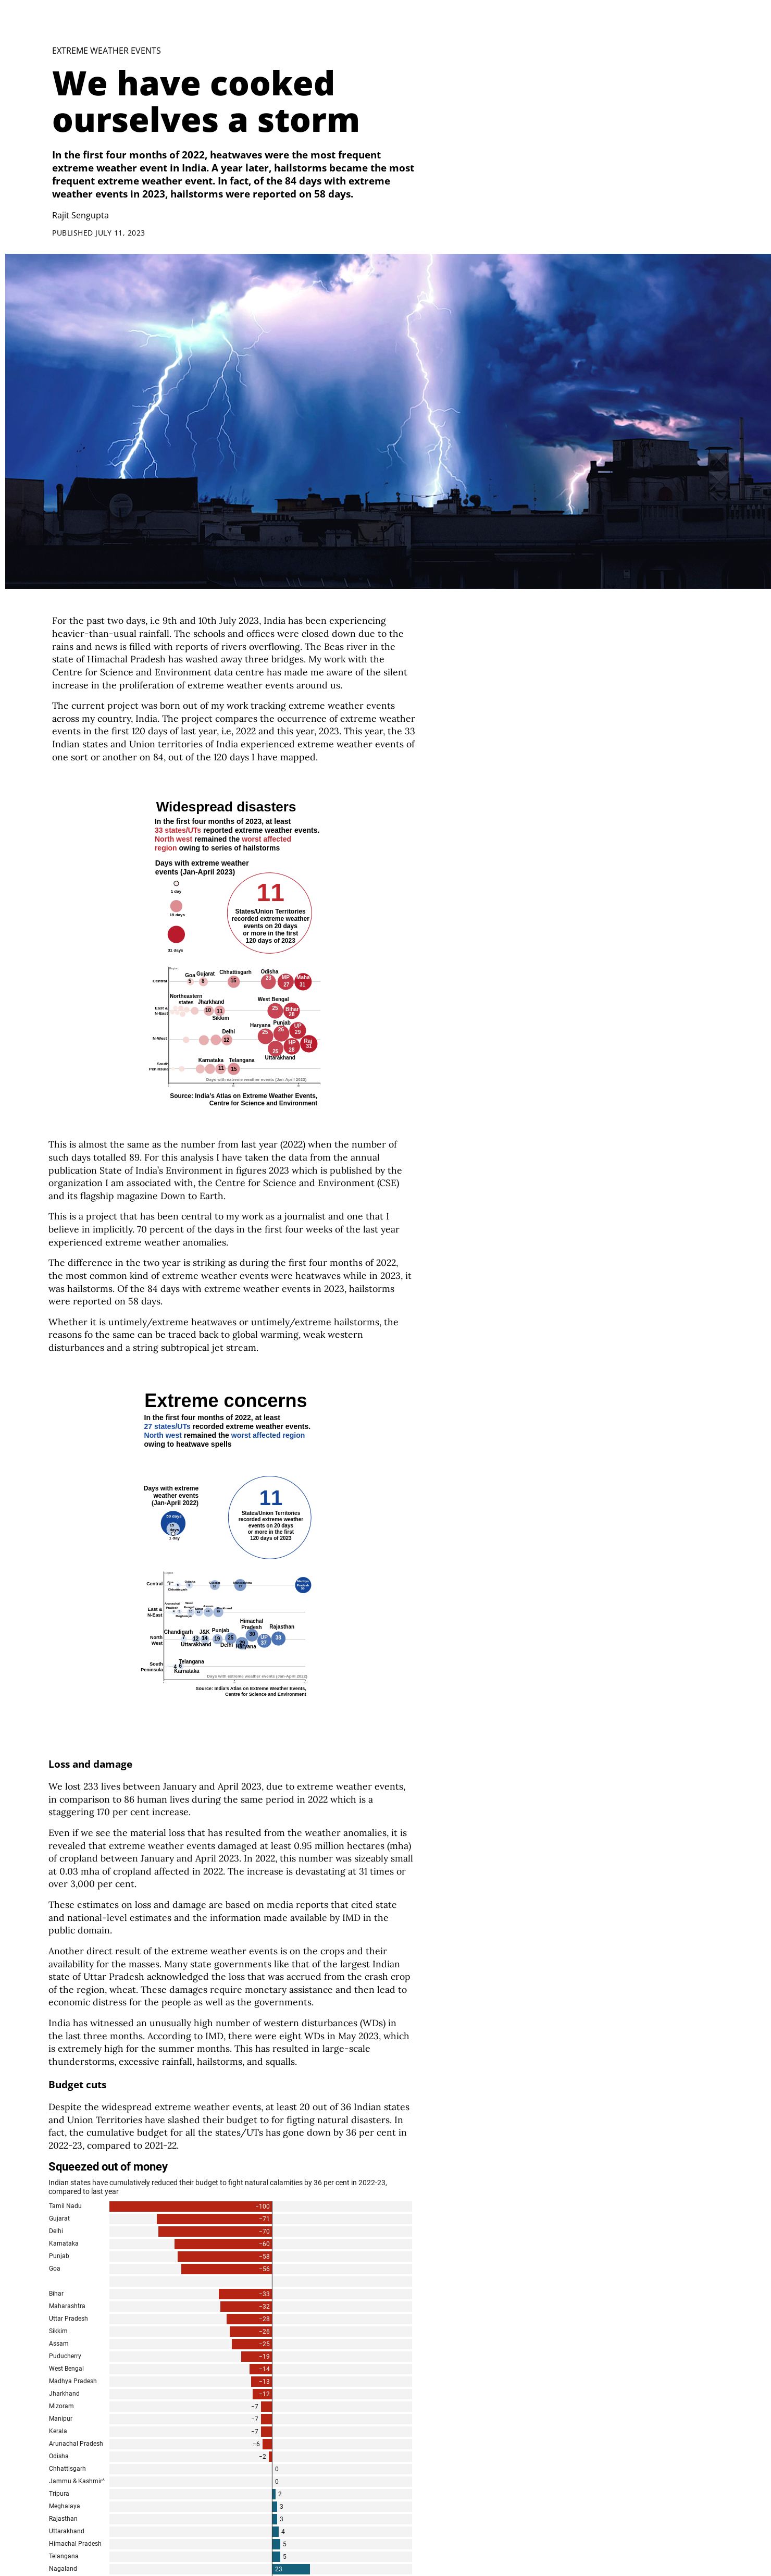 EXTREME WEATHER EVENTS
We have cooked
ourselves a storm
In the first four months of 2022, heatwaves were the most frequent
extreme weather event in India. A year later, hailstorms became the most
frequent extreme weather event. In fact, of the 84 days with extreme
weather events in 2023, hailstorms were reported on 58 days.
Rajit Sengupta
PUBLISHED JULY 11, 2023
For the past two days, i.e 9th and 10th July 2023, India has been experiencing
heavier-than-usual rainfall. The schools and offices were closed down due to the
rains and news is filled with reports of rivers overflowing. The Beas river in the
state of Himachal Pradesh has washed away three bridges. My work with the
Centre for Science and Environment data centre has made me aware of the silent
increase in the proliferation of extreme weather events around us.
The current project was born out of my work tracking extreme weather events
across my country, India. The project compares the occurrence of extreme weather
events in the first 120 days of last year, i.e, 2022 and this year, 2023. This year, the 33
Indian states and Union territories of India experienced extreme weather events of
one sort or another on 84, out of the 120 days I have mapped.
Widespread disasters
In the first four months of 2023, at least
33 states/UTs reported extreme weather events.
North west remained the worst affected
region owing to series of hailstorms
Days with extreme weather
events (Jan-April 2023)
1 day
15 days
31 days
11
States/Union Territories
recorded extreme weather
events on 20 days
or more in the first
120 days of 2023
Region
Central
Goa Gujarat Chhattisgarh Odisha MP Maha
5 8 15 23 27 31
East &
N-East
Northeastern
states Jharkhand West Bengal
10 11 25 Bihar
Sikkim
N-West
Delhi Haryana Punjab UP
12 25 29 Raj
31
25 HP
28
Uttarakhand
South
Peninsula
Karnataka Telangana
11 15
Days with extreme weather events (Jan-April 2023)
Source: India's Atlas on Extreme Weather Events,
Centre for Science and Environment
This is almost the same as the number from last year (2022) when the number of
such days totalled 89. For this analysis I have taken the data from the annual
publication State of India's Environment in figures 2023 which is published by the
organization I am associated with, the Centre for Science and Environment (CSE)
and its flagship magazine Down to Earth.
This is a project that has been central to my work as a journalist and one that I
believe in implicitly. 70 percent of the days in the first four weeks of the last year
experienced extreme weather anomalies.
The difference in the two year is striking as during the first four months of 2022,
the most common kind of extreme weather events were heatwaves while in 2023, it
was hailstorms. Of the 84 days with extreme weather events in 2023, hailstorms
were reported on 58 days.
Whether it is untimely/extreme heatwaves or untimely/extreme hailstorms, the
reasons fo the same can be traced back to global warming, weak western
disturbances and a string subtropical jet stream.
Extreme concerns
In the first four months of 2022, at least
27 states/UTs recorded extreme weather events.
North west remained the worst affected region
owing to heatwave spells
Days with extreme
weather events
(Jan-April 2022)
1 day
11
States/Union Territories
recorded extreme weather
events on 20 days
or more in the first
120 days of 2023
Central
East &
N-East
North
West
Chandigarh J&K Punjab Himachal
Pradesh Rajasthan
7 12 14 19 25 30 UP
37 38
Uttarakhand Delhi Haryana
South
Peninsula
Telangana
4 6
Karnataka
Days with extreme weather events (Jan-April 2022)
Source: India's Atlas on Extreme Weather Events,
Centre for Science and Environment
Loss and damage
We lost 233 lives between January and April 2023, due to extreme weather events,
in comparison to 86 human lives during the same period in 2022 which is a
staggering 170 per cent increase.
Even if we see the material loss that has resulted from the weather anomalies, it is
revealed that extreme weather events damaged at least 0.95 million hectares (mha)
of cropland between January and April 2023. In 2022, this number was sizeably small
at 0.03 mha of cropland affected in 2022. The increase is devastating at 31 times or
over 3,000 per cent.
These estimates on loss and damage are based on media reports that cited state
and national-level estimates and the information made available by IMD in the
public domain.
Another direct result of the extreme weather events is on the crops and their
availability for the masses. Many state governments like that of the largest Indian
state of Uttar Pradesh acknowledged the loss that was accrued from the crash crop
of the region, wheat. These damages require monetary assistance and then lead to
economic distress for the people as well as the governments.
India has witnessed an unusually high number of western disturbances (WDs) in
the last three months. According to IMD, there were eight WDs in May 2023, which
is extremely high for the summer months. This has resulted in large-scale
thunderstorms, excessive rainfall, hailstorms, and squalls.
Budget cuts
Despite the widespread extreme weather events, at least 20 out of 36 Indian states
and Union Territories have slashed their budget to for figting natural disasters. In
fact, the cumulative budget for all the states/UTs has gone down by 36 per cent in
2022-23, compared to 2021-22.
Squeezed out of money
Indian states have cumulatively reduced their budget to fight natural calamities by 36 per cent in 2022-23,
compared to last year
Tamil Nadu −100
Gujarat −71
Delhi −70
Karnataka −60
Punjab −58
Goa −56
Bihar −33
Maharashtra −32
Uttar Pradesh −28
Sikkim −26
Assam −25
Puducherry −19
West Bengal −14
Madhya Pradesh −13
Jharkhand −12
Mizoram −7
Manipur −7
Kerala −7
Arunachal Pradesh −6
Odisha −2
Chhattisgarh 0
Jammu & Kashmir^ 0
Tripura 2
Meghalaya 3
Rajasthan 3
Uttarakhand 4
Himachal Pradesh 5
Telangana 5
Nagaland 23